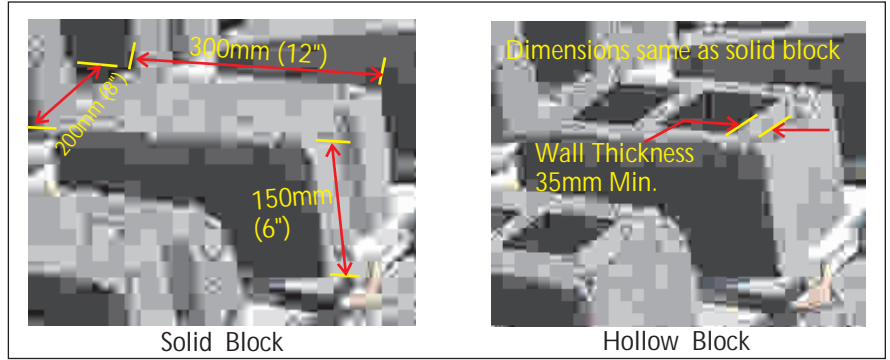 300mm (12")
200mm (8")
150mm
(6")
Solid Block
Dimensions same as solid block
Wall Thickness
35mm Min.
Hollow Block